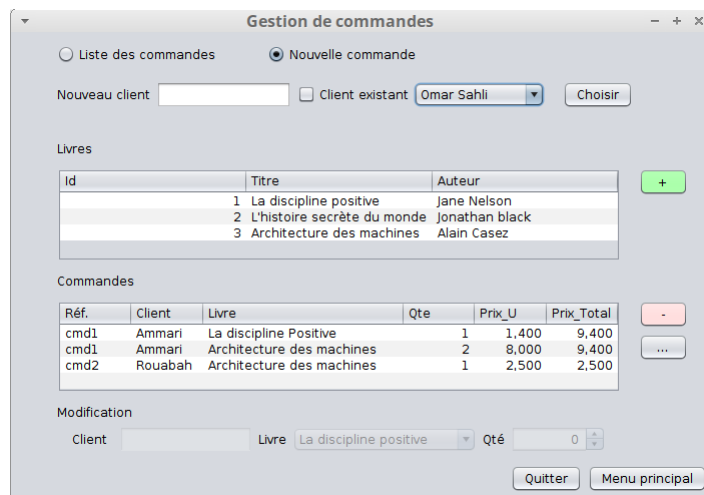 Gestion de commandes
Liste des commandes Nouvelle commande
Nouveau client Client existant Omar Sahli Choisir
Livres
Id Titre Auteur
1 La discipline positive Jane Nelson
2 L'histoire secrète du monde Jonathan black
3 Architecture des machines Alain Casez
+
Commandes
Réf. Client Livre Qte Prix_U Prix_Total
cmd1 Ammari La discipline Positive 1 1,400 9,400
cmd1 Ammari Architecture des machines 2 8,000 9,400
cmd2 Rouabah Architecture des machines 1 2,500 2,500
-
...
Modification
Client Livre La discipline positive Qté 0
Quitter Menu principal